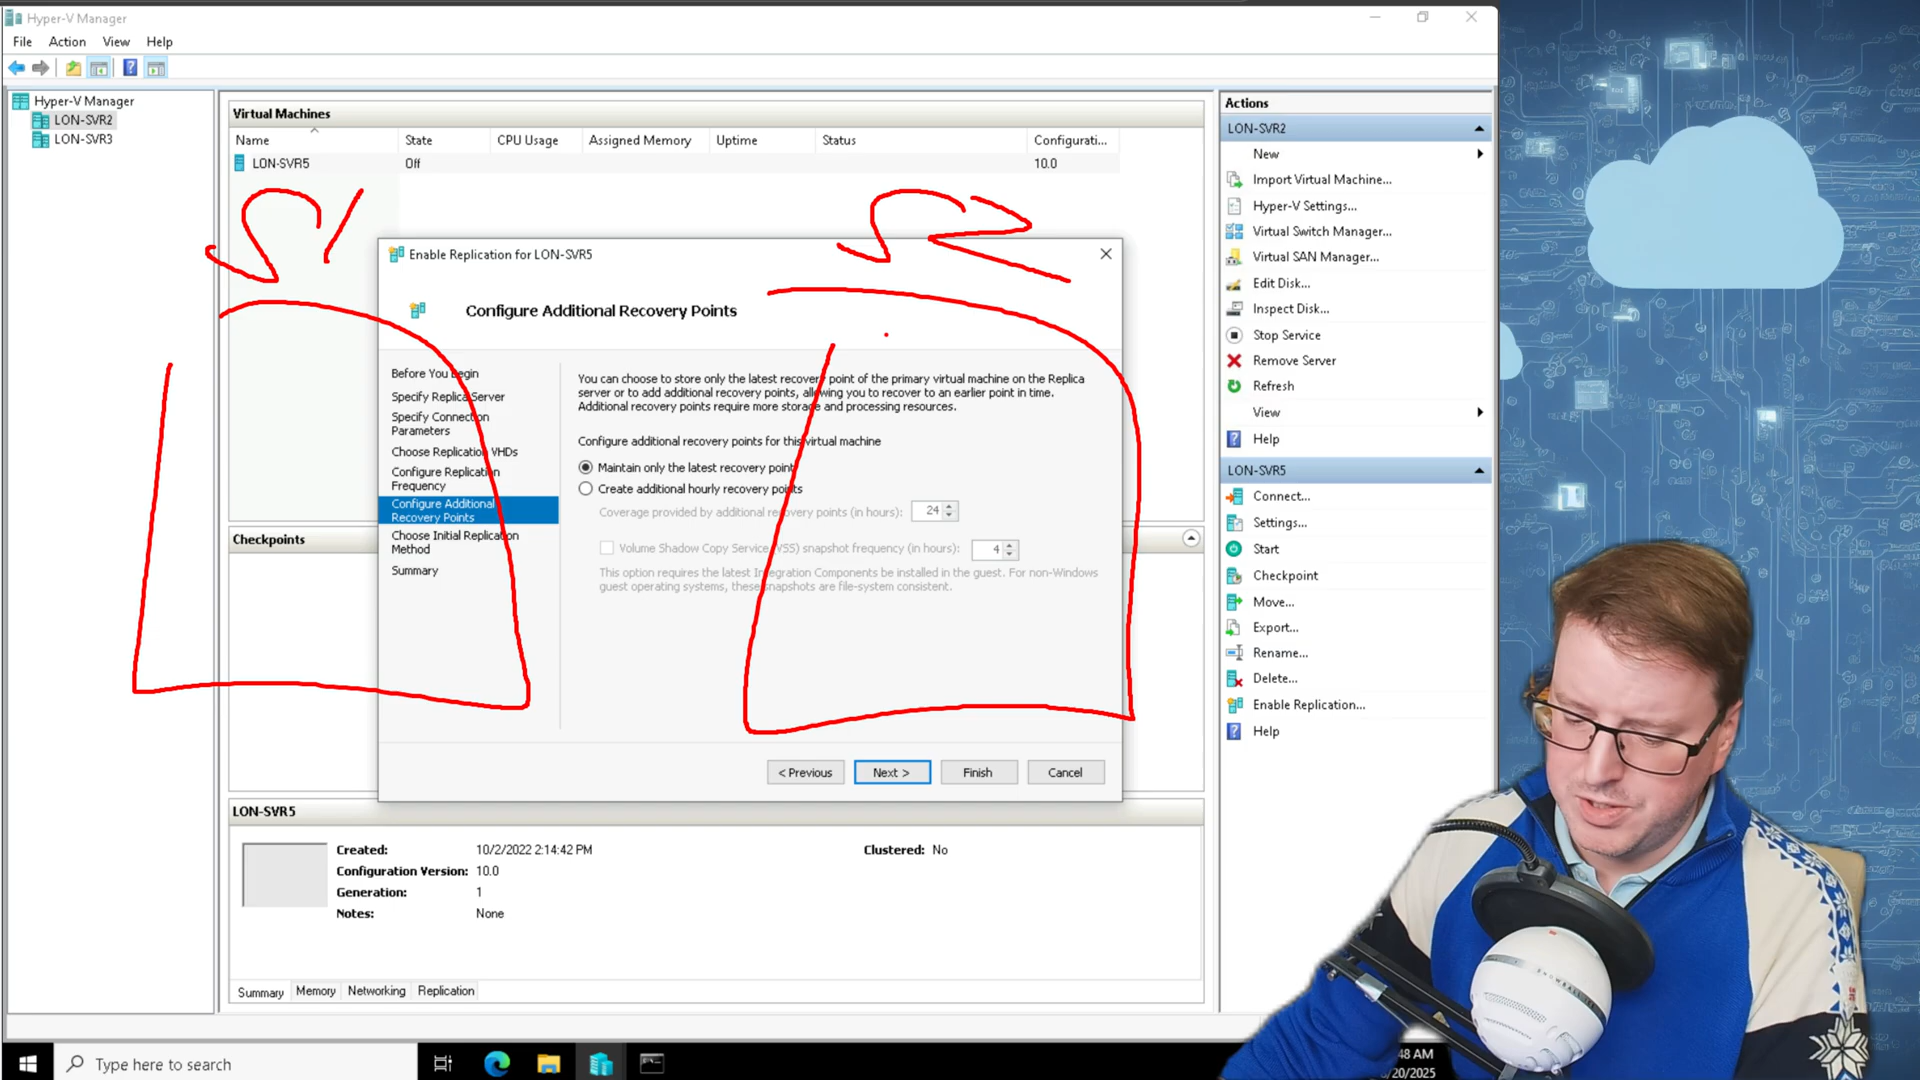 Hyper-V Manager
File Action View Help
Hyper-V Manager
LON-SVR2
LON-SVR3
Virtual Machines
Name State CPU Usage Assigned Memory Uptime Status Configurati...
LON-SVR5 Off 10.0
S1
S2
Enable Replication for LON-SVR5
Configure Additional Recovery Points
Before You Begin
Specify Replica Server
Specify Connection
Parameters
Choose Replication VHDs
Configure Replication
Frequency
Configure Additional
Recovery Points
Choose Initial Replication
Method
Summary
You can choose to store only the latest recovery point of the primary virtual machine on the Replica
server or to add additional recovery points, allowing you to recover to an earlier point in time.
Additional recovery points require more storage and processing resources.
Configure additional recovery points for this virtual machine
Maintain only the latest recovery point
Create additional hourly recovery points
Coverage provided by additional recovery points (in hours): 24
Volume Shadow Copy Service (VSS) snapshot frequency (in hours): 4
This option requires the latest Integration Components be installed in the guest. For non-Windows
guest operating systems, these snapshots are file-system consistent.
< Previous Next > Finish Cancel
Checkpoints
LON-SVR5
Created: 10/2/2022 2:14:42 PM Clustered: No
Configuration Version: 10.0
Generation: 1
Notes: None
Summary Memory Networking Replication
Actions
LON-SVR2
New
Import Virtual Machine...
Hyper-V Settings...
Virtual Switch Manager...
Virtual SAN Manager...
Edit Disk...
Inspect Disk...
Stop Service
Remove Server
Refresh
View
Help
LON-SVR5
Connect...
Settings...
Start
Checkpoint
Move...
Export...
Rename...
Delete...
Enable Replication...
Help
Type here to search
:48 AM
/20/2025
SNOWBALL iCE